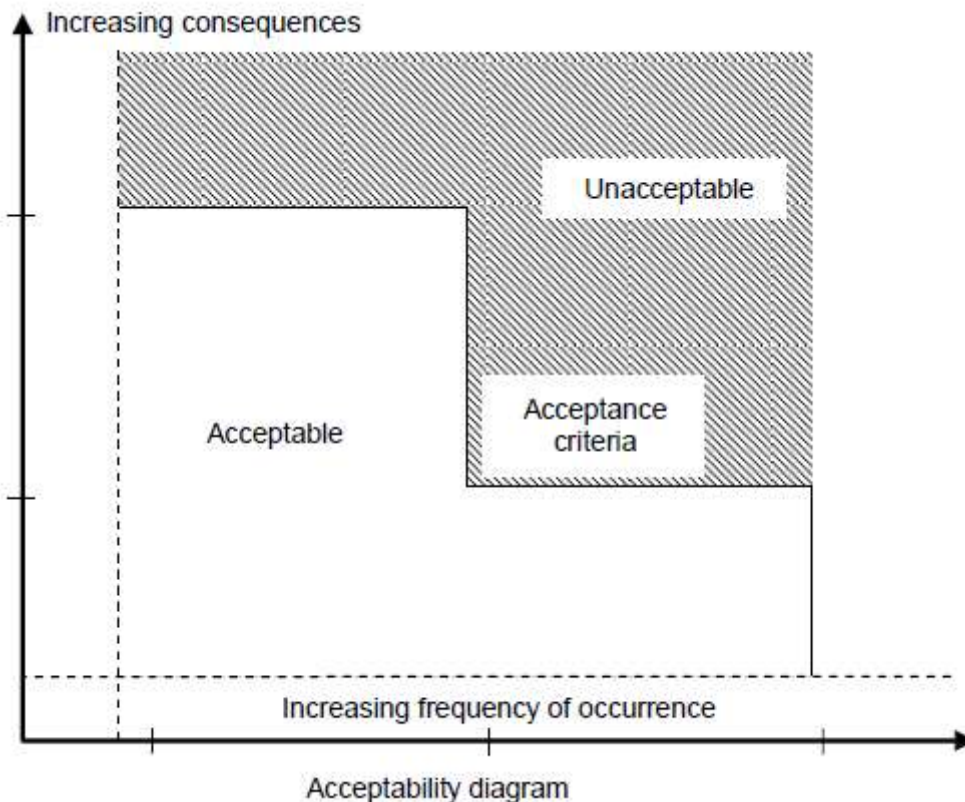 Increasing consequences
Unacceptable
Acceptance
criteria
Acceptable
Increasing frequency of occurrence
Acceptability diagram